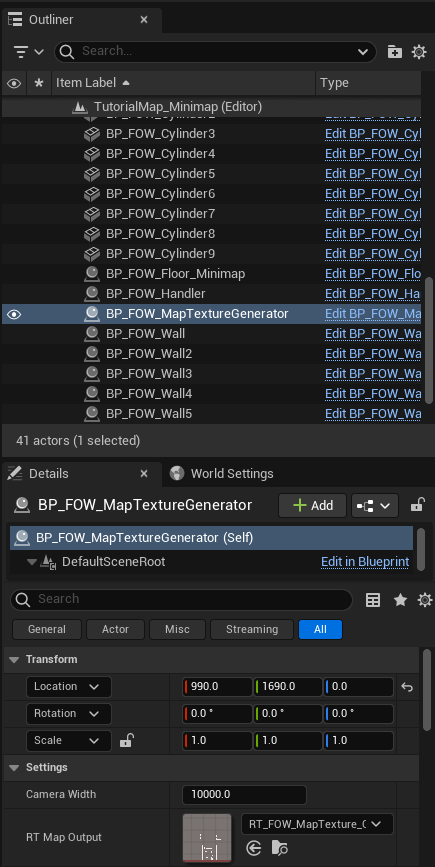 Outliner
Search...
Item Label Type
TutorialMap_Minimap (Editor)
BP_FOW_Cylinder2 Edit BP_FOW_Cyl
BP_FOW_Cylinder3 Edit BP_FOW_Cyl
BP_FOW_Cylinder4 Edit BP_FOW_Cyl
BP_FOW_Cylinder5 Edit BP_FOW_Cyl
BP_FOW_Cylinder6 Edit BP_FOW_Cyl
BP_FOW_Cylinder7 Edit BP_FOW_Cyl
BP_FOW_Cylinder8 Edit BP_FOW_Cyl
BP_FOW_Cylinder9 Edit BP_FOW_Cyl
BP_FOW_Floor_Minimap Edit BP_FOW_Flo
BP_FOW_Handler Edit BP_FOW_Ha
BP_FOW_MapTextureGenerator Edit BP_FOW_Ma
BP_FOW_Wall Edit BP_FOW_Wa
BP_FOW_Wall2 Edit BP_FOW_Wa
BP_FOW_Wall3 Edit BP_FOW_Wa
BP_FOW_Wall4 Edit BP_FOW_Wa
BP_FOW_Wall5 Edit BP_FOW_Wa
41 actors (1 selected)
Details World Settings
BP_FOW_MapTextureGenerator + Add
BP_FOW_MapTextureGenerator (Self)
DefaultSceneRoot Edit in Blueprint
Search
General Actor Misc Streaming All
Transform
Location 990.0 1690.0 0.0
Rotation 0.0 ° 0.0 ° 0.0 °
Scale 1.0 1.0 1.0
Settings
Camera Width 10000.0
RT Map Output RT_FOW_MapTexture_